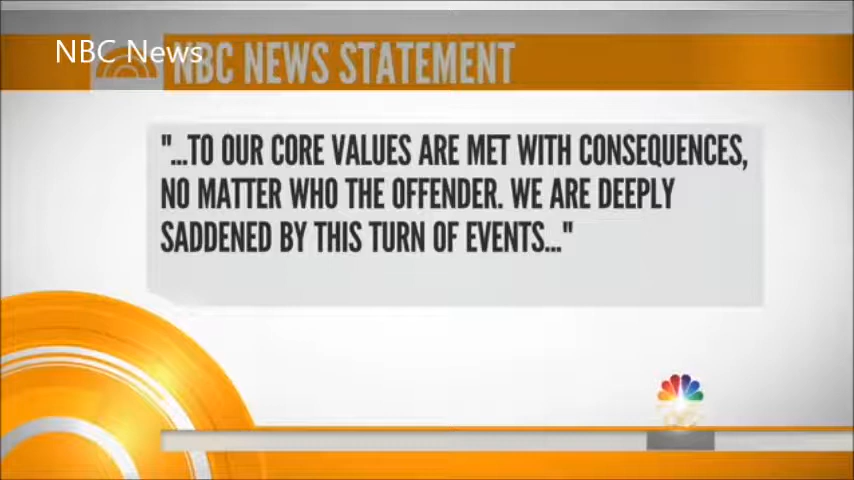 NBC News
NBC NEWS STATEMENT
"...TO OUR CORE VALUES ARE MET WITH CONSEQUENCES,
NO MATTER WHO THE OFFENDER. WE ARE DEEPLY
SADDENED BY THIS TURN OF EVENTS..."